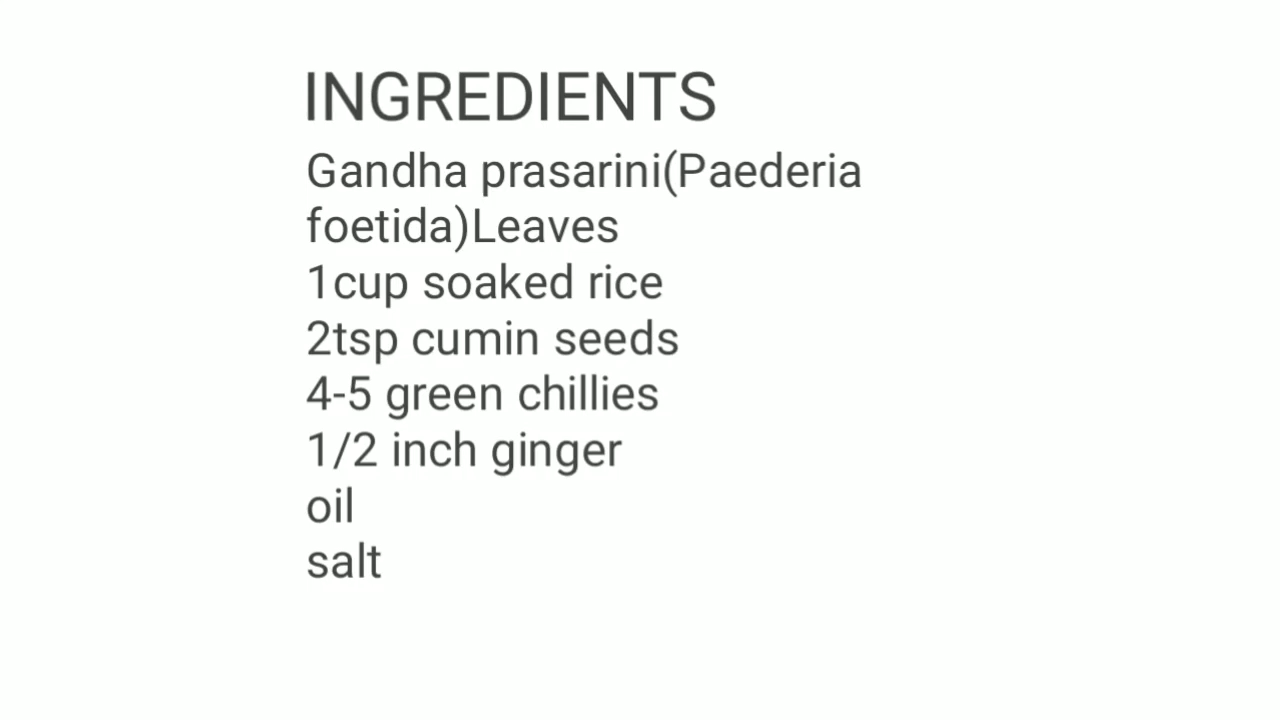 INGREDIENTS
Gandha prasarini(Paederia
foetida)Leaves
1cup soaked rice
2tsp cumin seeds
4-5 green chillies
1/2 inch ginger
oil
salt